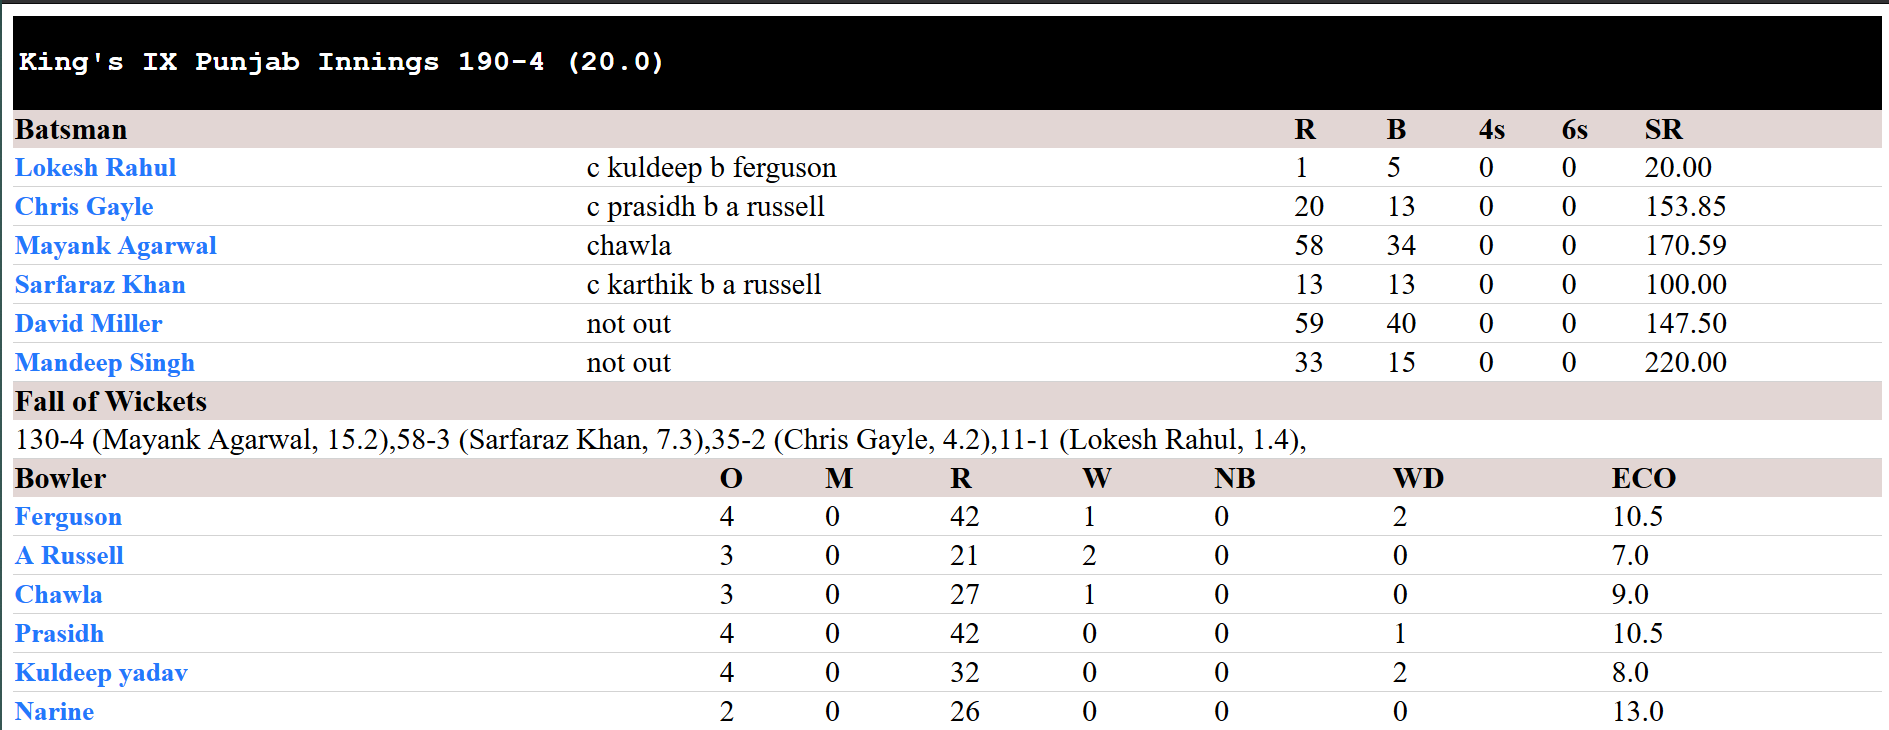 King's IX Punjab Innings 190-4 (20.0)
Batsman R B 4s 6s SR
Lokesh Rahul c kuldeep b ferguson 1 5 0 0 20.00
Chris Gayle c prasidh b a russell 20 13 0 0 153.85
Mayank Agarwal chawla 58 34 0 0 170.59
Sarfaraz Khan c karthik b a russell 13 13 0 0 100.00
David Miller not out 59 40 0 0 147.50
Mandeep Singh not out 33 15 0 0 220.00
Fall of Wickets
130-4 (Mayank Agarwal, 15.2),58-3 (Sarfaraz Khan, 7.3),35-2 (Chris Gayle, 4.2),11-1 (Lokesh Rahul, 1.4),
Bowler O M R W NB WD ECO
Ferguson 4 0 42 1 0 2 10.5
A Russell 3 0 21 2 0 0 7.0
Chawla 3 0 27 1 0 0 9.0
Prasidh 4 0 42 0 0 1 10.5
Kuldeep yadav 4 0 32 0 0 2 8.0
Narine 2 0 26 0 0 0 13.0